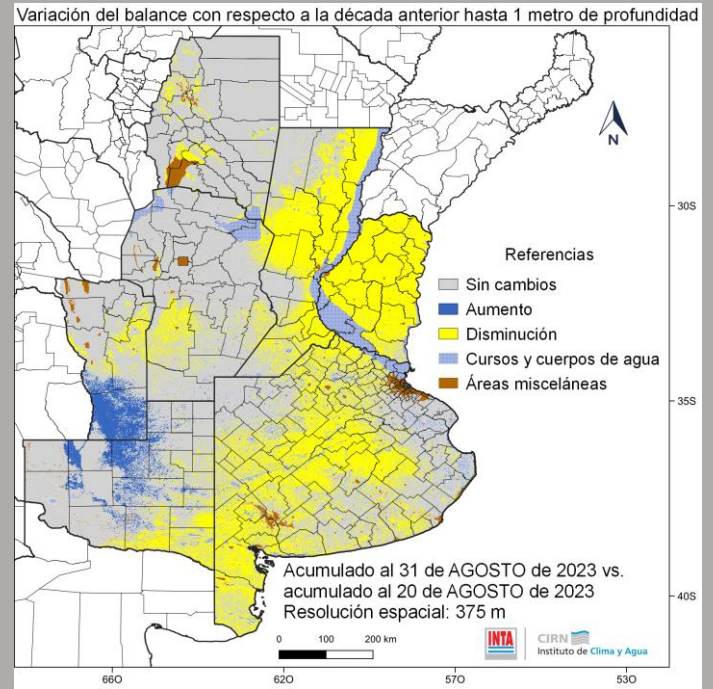 Variación del balance con respecto a la década anterior hasta 1 metro de profundidad
N
30S
Referencias
Sin cambios
Aumento
Disminución
Cursos y cuerpos de agua
Áreas misceláneas
35S
Acumulado al 31 de AGOSTO de 2023 vs.
acumulado al 20 de AGOSTO de 2023
Resolución espacial: 375 m
40S
0 100 200 km
INTA
CIRN
Instituto de Clima y Agua
66O 62O 57O 53O